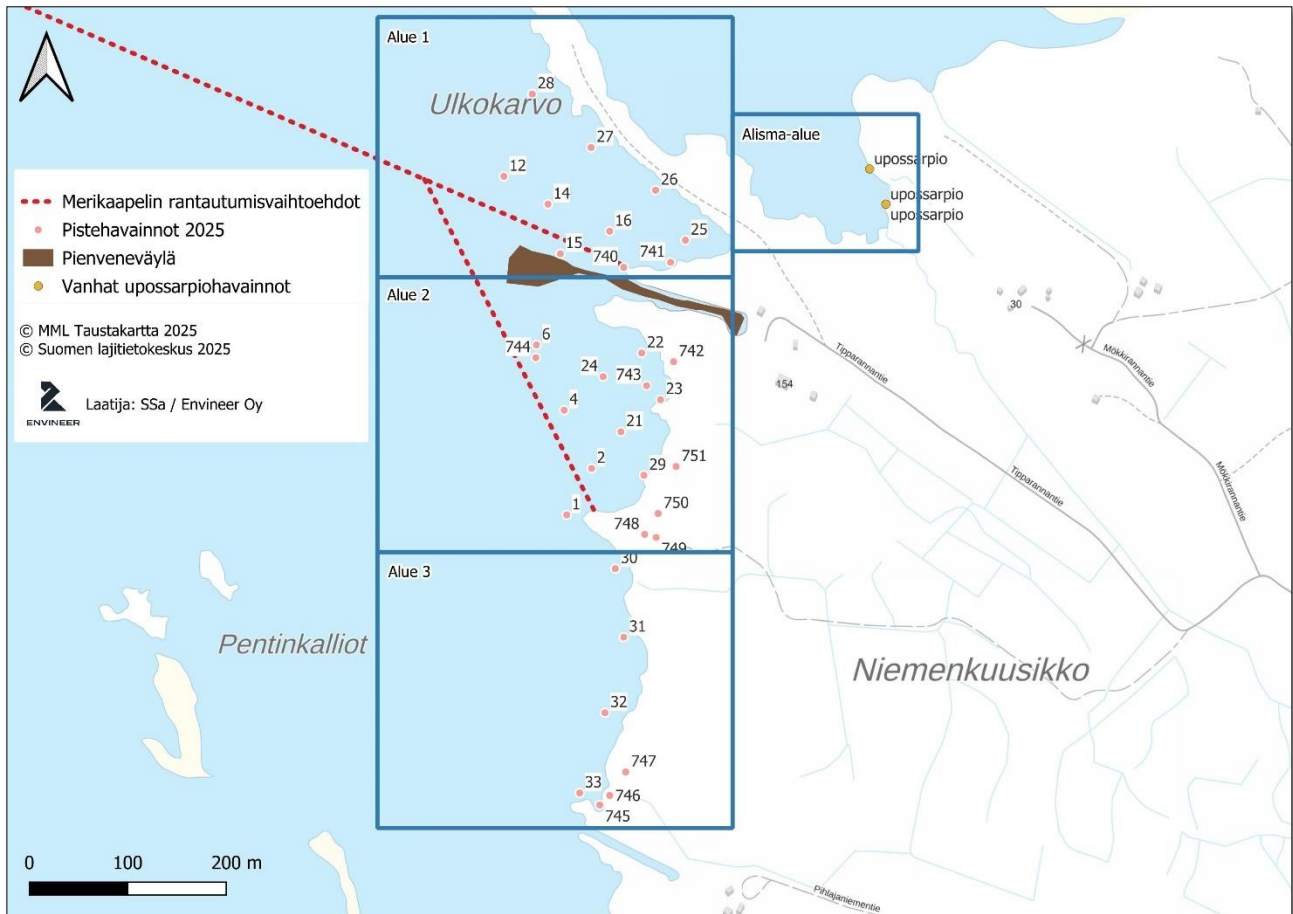 Alue 1
28
Ulkokarvo
27
Alisma-alue
upossarpio
12
26
upossarpio
upossarpio
14
16
25
15
740
741
Merikaapelin rantautumisvaihtoehdot
Pistehavainnot 2025
Pienveneväylä
Vanhat upossarpiohavainnot
© MML Taustakartta 2025
© Suomen lajitietokeskus 2025
ENVINEER
Laatija: SSa / Envineer Oy
Alue 2
30
6
744
22
742
24
743
23
4
21
2
29
751
1
750
748
749
Tipparannantie
154
Mökkirannantie
Tipparannantie
Mökkirannantie
Alue 3
30
31
Pentinkalliot
Niemenkuusikko
32
747
33
746
745
0 100 200 m
Pihlajaniementie